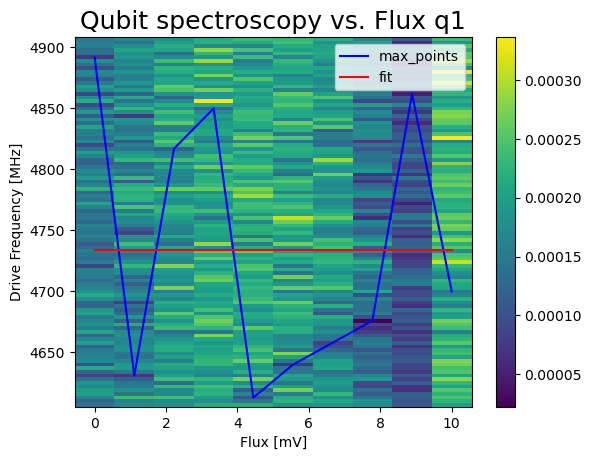 Qubit spectroscopy vs. Flux q1
Drive Frequency [MHz]
4900
4850
4800
4750
4700
4650
max_points
fit
0.00030
0.00025
0.00020
0.00015
0.00010
0.00005
0 2 4 6 8 10
Flux [mV]